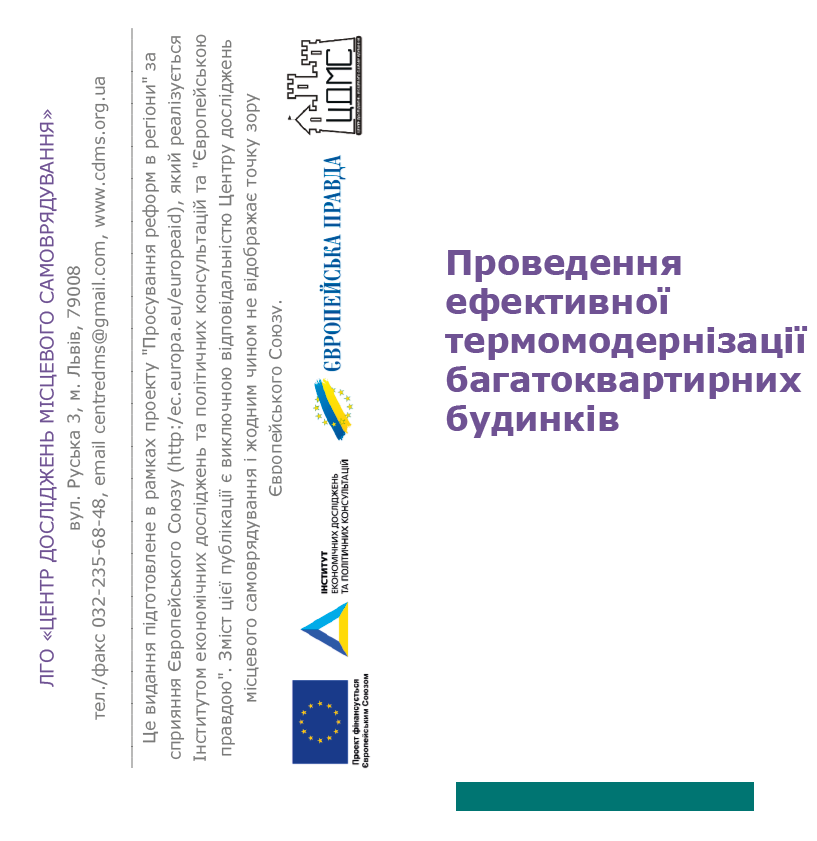 ЛГО «ЦЕНТР ДОСЛІДЖЕНЬ МІСЦЕВОГО САМОВРЯДУВАННЯ»
вул. Руська 3, м. Львів, 79008
тел./факс 032-235-68-48, email centredms@gmail.com, www.cdms.org.ua
Це видання підготовлене в рамках проекту "Просування реформ в регіони" за
сприяння Європейського Союзу (http:/ec.europa.eu/europeaid), який реалізується
Інститутом економічних досліджень та політичних консультацій та "Європейською
правдою". Зміст цієї публікації є виключною відповідальністю Центру досліджень
місцевого самоврядування і жодним чином не відображає точку зору
Європейського Союзу.
Проект фінансується
Європейським Союзом
ІНСТИТУТ
ЕКОНОМІЧНИХ ДОСЛІДЖЕНЬ
ТА ПОЛІТИЧНИХ КОНСУЛЬТАЦІЙ
ЄВРОПЕЙСЬКА ПРАВДА
ЦДМС
Проведення
ефективної
термомодернізації
багатоквартирних
будинків